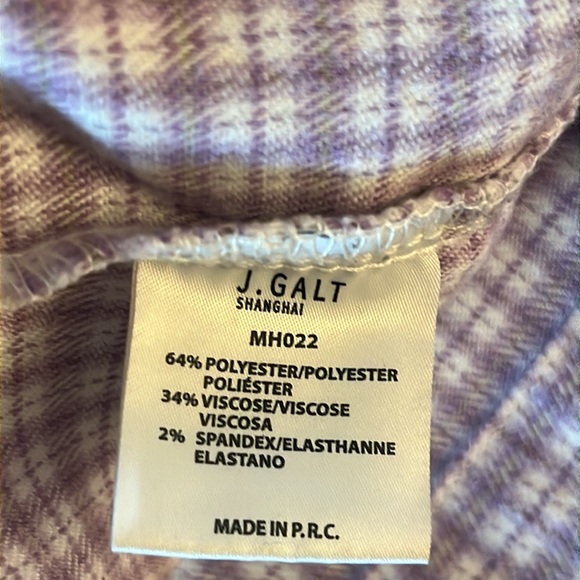 J.GALT
SHANGHAI
MH022
64% POLYESTER/POLYESTER
POLIÉSTER
34% VISCOSE/VISCOSE
VISCOSA
2% SPANDEX/ELASTHANNE
ELASTANO
MADE IN P.R.C.